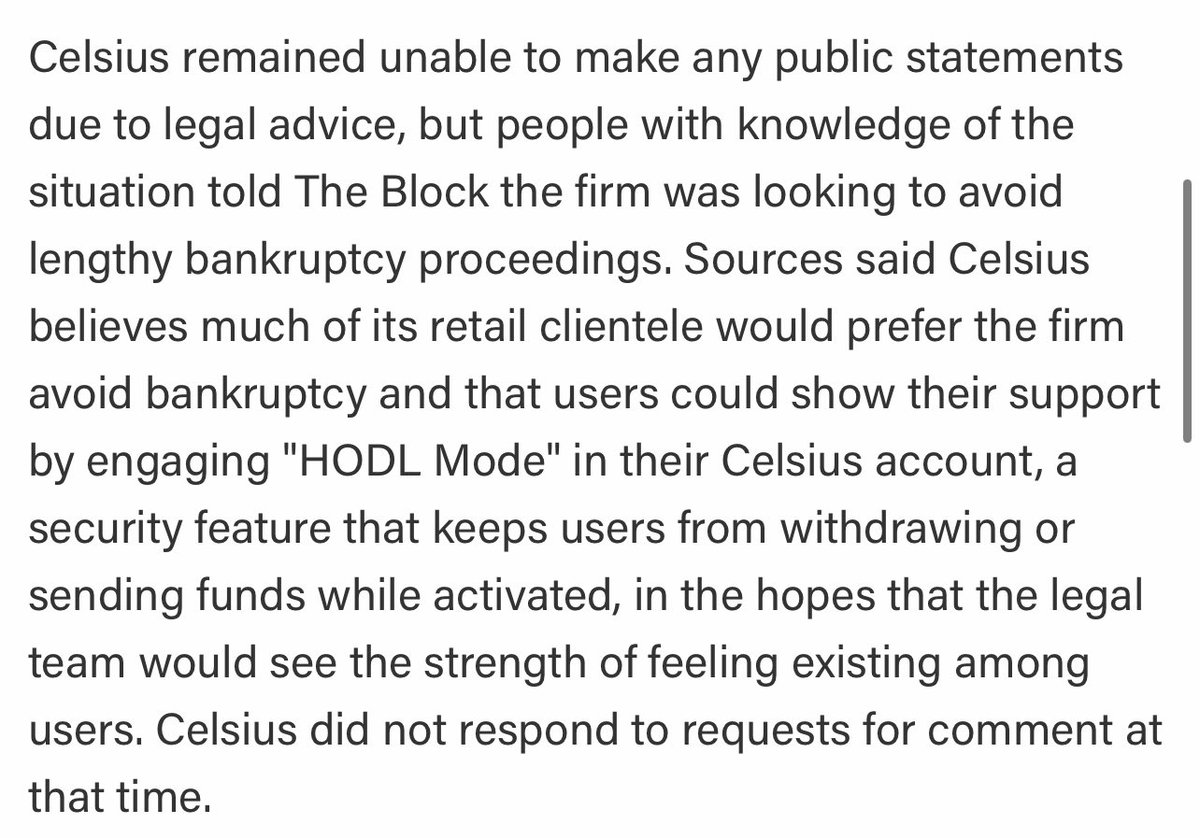 Celsius remained unable to make any public statements
due to legal advice, but people with knowledge of the
situation told The Block the firm was looking to avoid
lengthy bankruptcy proceedings. Sources said Celsius
believes much of its retail clientele would prefer the firm
avoid bankruptcy and that users could show their support
by engaging "HODL Mode" in their Celsius account, a
security feature that keeps users from withdrawing or
sending funds while activated, in the hopes that the legal
team would see the strength of feeling existing among
users. Celsius did not respond to requests for comment at
that time.